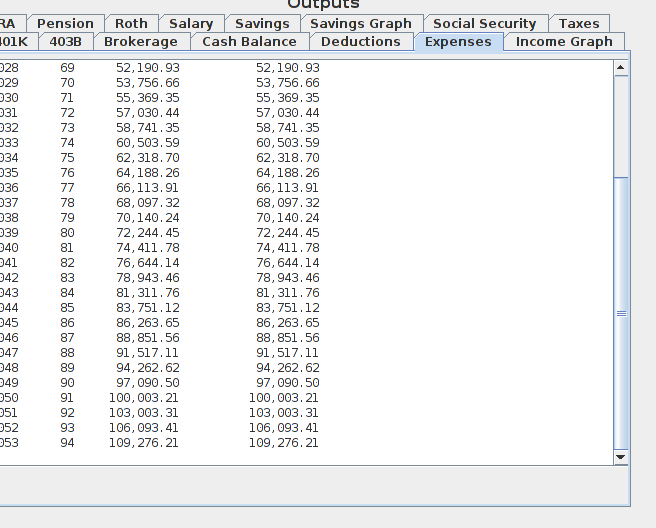 Outputs
RA Pension Roth Salary Savings Savings Graph Social Security Taxes
401K 403B Brokerage Cash Balance Deductions Expenses Income Graph
028 69 52,190.93 52,190.93
029 70 53,756.66 53,756.66
030 71 55,369.35 55,369.35
031 72 57,030.44 57,030.44
032 73 58,741.35 58,741.35
033 74 60,503.59 60,503.59
034 75 62,318.70 62,318.70
035 76 64,188.26 64,188.26
036 77 66,113.91 66,113.91
037 78 68,097.32 68,097.32
038 79 70,140.24 70,140.24
039 80 72,244.45 72,244.45
040 81 74,411.78 74,411.78
041 82 76,644.14 76,644.14
042 83 78,943.46 78,943.46
043 84 81,311.76 81,311.76
044 85 83,751.12 83,751.12
045 86 86,263.65 86,263.65
046 87 88,851.56 88,851.56
047 88 91,517.11 91,517.11
048 89 94,262.62 94,262.62
049 90 97,090.50 97,090.50
050 91 100,003.21 100,003.21
051 92 103,003.31 103,003.31
052 93 106,093.41 106,093.41
053 94 109,276.21 109,276.21